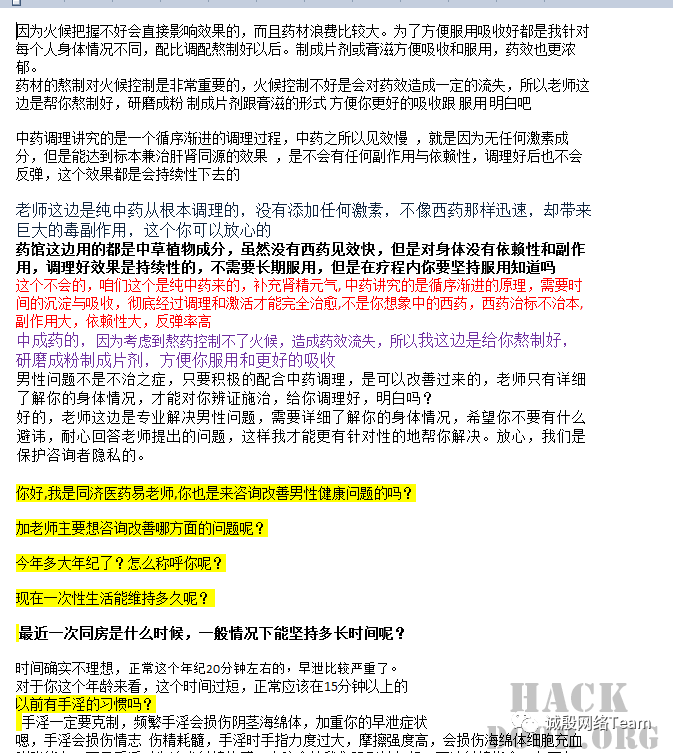 因为火候把握不好会直接影响效果的，而且药材浪费比较大。为了方便服用吸收好都是我针对
每个人身体情况不同，配比调配熬制好以后。制成片剂或膏滋方便吸收和服用，药效也更浓
郁。
药材的熬制对火候控制是非常重要的，火候控制不好是会对药效造成一定的流失，所以老师这
边是帮你熬制好，研磨成粉 制成片剂跟膏滋的形式 方便你更好的吸收跟 服用 明白吧
中药调理讲究的是一个循序渐进的调理过程，中药之所以见效慢 ，就是因为无任何激素成
分，但是能达到标本兼治肝肾同源的效果 ，是不会有任何副作用与依赖性，调理好后也不会
反弹，这个效果都是会持续性下去的
老师这边是纯中药从根本调理的，没有添加任何激素，不像西药那样迅速，却带来
巨大的毒副作用，这个你可以放心的
药馆这边用的都是中草植物成分，虽然没有西药见效快，但是对身体没有依赖性和副作
用，调理好效果是持续性的，不需要长期服用，但是在疗程内你要坚持服用知道吗
这个不会的，咱们这个是纯中药来的，补充肾精元气，中药讲究的是循序渐进的原理，需要时
间的沉淀与吸收，彻底经过调理和激活才能完全治愈,不是你想象中的西药，西药治标不治本，
副作用大，依赖性大，反弹率高
中成药的，因为考虑到熬药控制不了火候，造成药效流失，所以我这边是给你熬制好，
研磨成粉制成片剂，方便你服用和更好的吸收
男性问题不是不治之症，只要积极的配合中药调理，是可以改善过来的，老师只有详细
了解你的身体情况，才能对你辨证施治，给你调理好，明白吗？
好的，老师这边是专业解决男性问题，需要详细了解你的身体情况，希望你不要有什么
避讳，耐心回答老师提出的问题，这样我才能更有针对性的地帮你解决。放心，我们是
保护咨询者隐私的。
你好,我是同济医药易老师,你也是来咨询改善男性健康问题的吗？
加老师主要想咨询改善哪方面的问题呢？
今年多大年纪了？怎么称呼你呢？
现在一次性生活能维持多久呢？
最近一次同房是什么时候，一般情况下能坚持多长时间呢？
时间确实不理想，正常这个年纪20分钟左右的，早泄比较严重了。
对于你这个年龄来看，这个时间过短，正常应该在15分钟以上的
以前有手淫的习惯吗？
手淫一定要克制，频繁手淫会损伤阴茎海绵体，加重你的早泄症状
嗯，手淫会损伤情志 伤精耗髓，手淫时手指力度过大，摩擦强度高，会损伤海绵体细胞充血
HACK
.ORG
诚殷网络Team